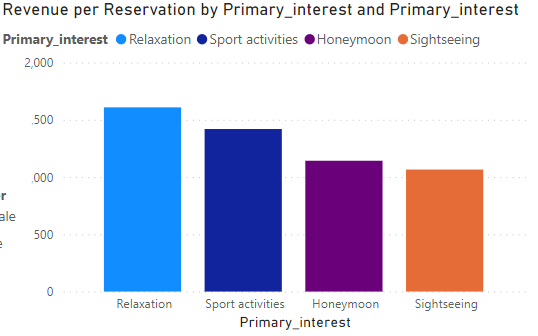 Revenue per Reservation by Primary_interest and Primary_interest
Primary_interest Relaxation Sport activities Honeymoon Sightseeing
2,000
,500
,000
er
ale
e
500
0
Relaxation Sport activities Honeymoon Sightseeing
Primary_interest